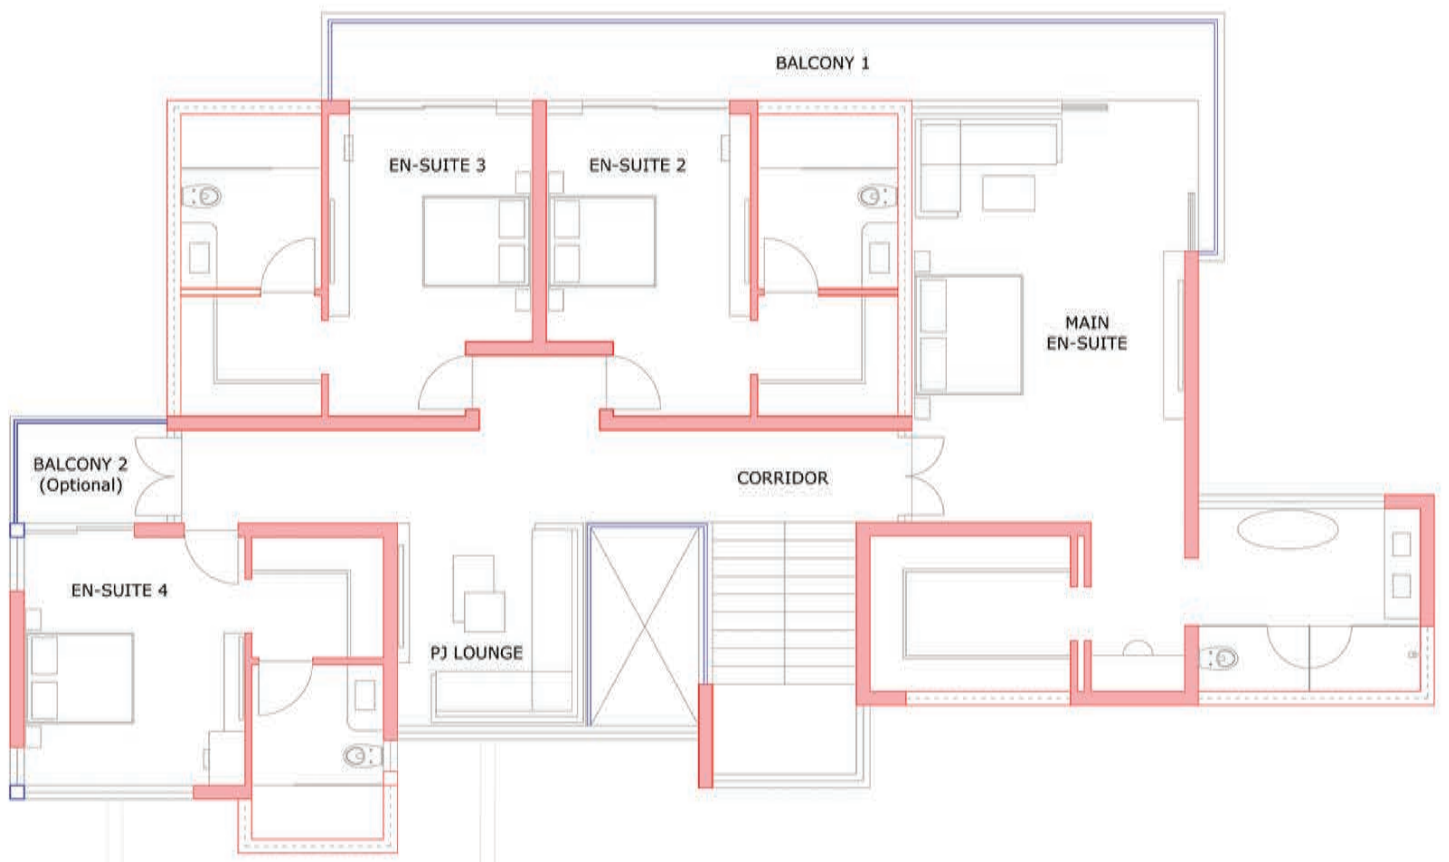 BALCONY 1
EN-SUITE 3
EN-SUITE 2
MAIN
EN-SUITE
BALCONY 2
(Optional)
CORRIDOR
EN-SUITE 4
PJ LOUNGE